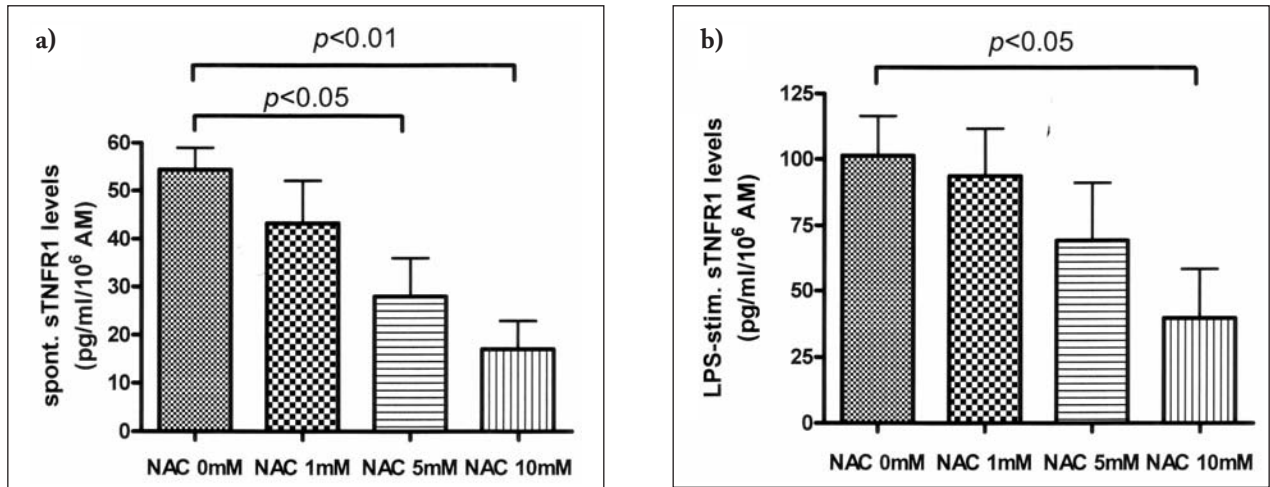 a)
p<0.01
p<0.05
spont. sTNFR1 levels
(pg/ml/10⁶ AM)
60
50
40
30
20
10
0
NAC 0mM NAC 1mM NAC 5mM NAC 10mM
b)
p<0.05
LPS-stim. sTNFR1 levels
(pg/ml/10⁶ AM)
125
100
75
50
25
0
NAC 0mM NAC 1mM NAC 5mM NAC 10mM